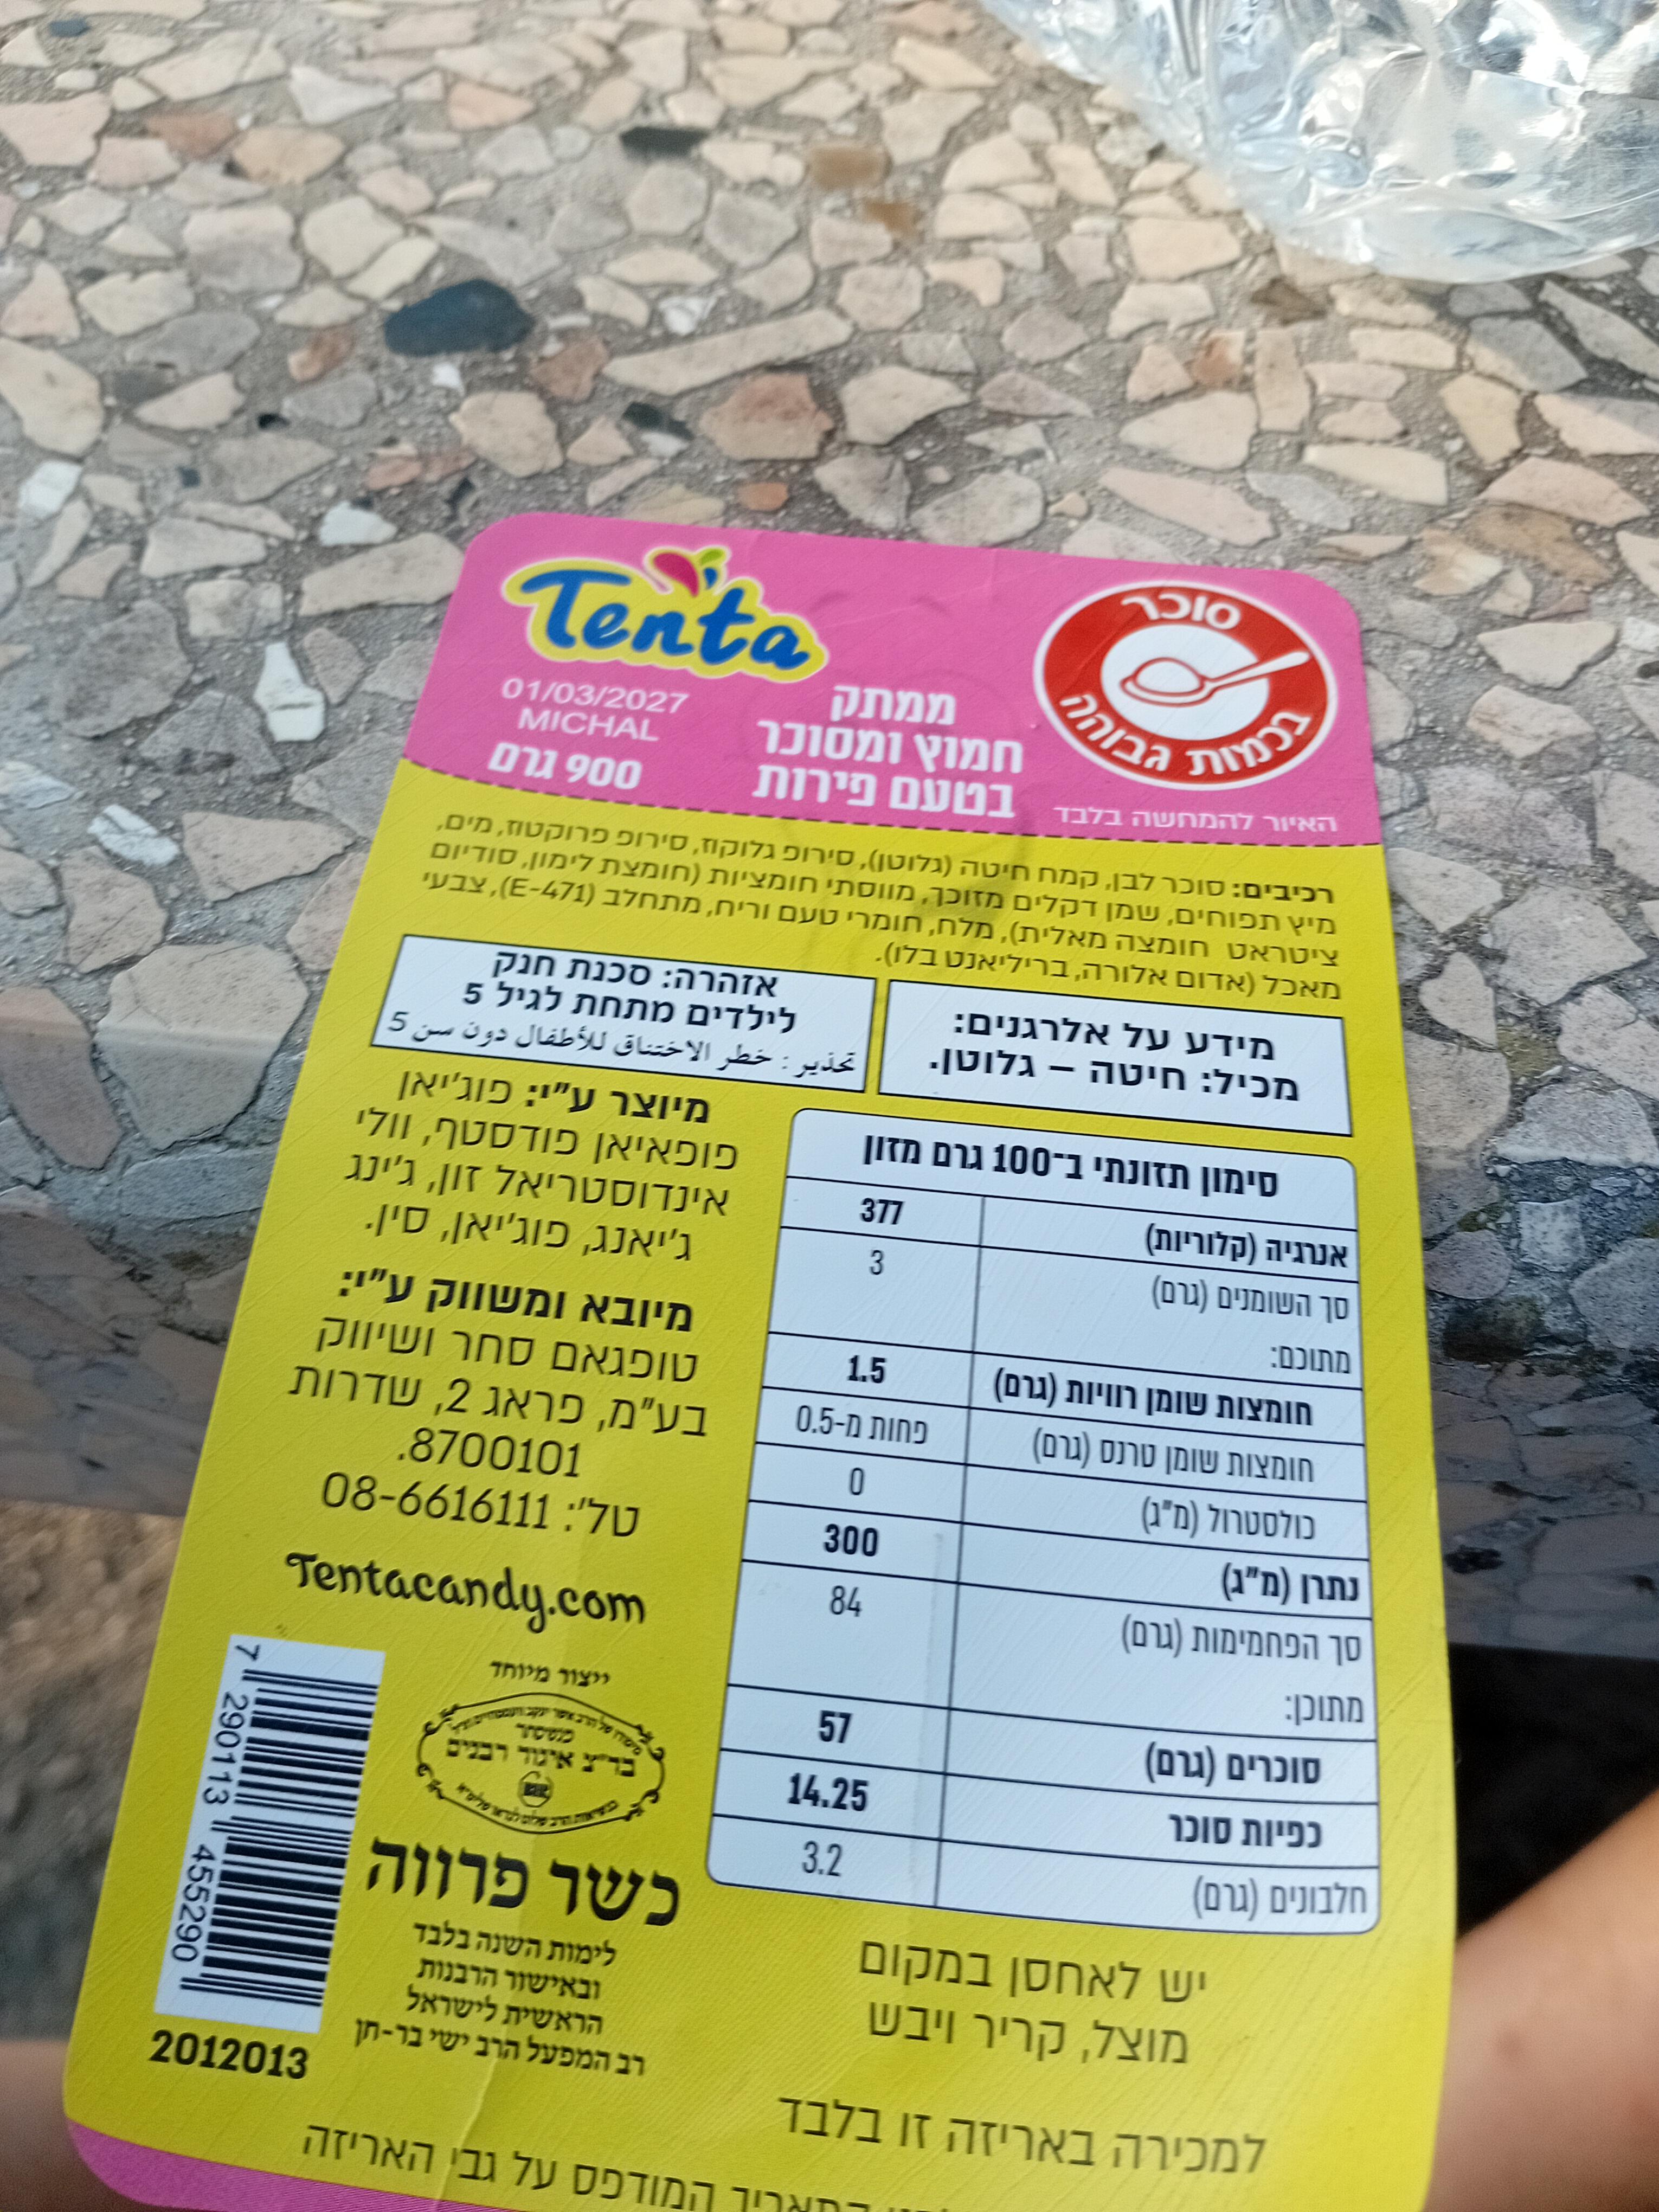 Tenta
סוכר
בכמות גבוהה
האיור להמחשה בלבד
ממתק
חמוץ ומסוכר
בטעם פירות
01/03/2027
MICHAL
900 גרם
רכיבים: סוכר לבן, קמח חיטה (גלוטן), סירופ גלוקוז, סירופ פרוקטוז, מים,
מיץ תפוחים, שמן דקלים מזוכך, מווסתי חומציות (חומצת לימון, סודיום
ציטראט חומצה מאלית), מלח, חומרי טעם וריח, מתחלב (E-471), צבעי
מאכל (אדום אלורה, בריליאנט בלו).
מידע על אלרגנים:
מכיל: חיטה – גלוטן.
אזהרה: סכנת חנק
לילדים מתחת לגיל 5
تحذير : خطر الاختناق للأطفال دون سن 5
סימון תזונתי ב־100 גרם מזון
אנרגיה (קלוריות) 377
סך השומנים (גרם) 3
מתוכם:
חומצות שומן רוויות (גרם) 1.5
חומצות שומן טרנס (גרם) פחות מ-0.5
כולסטרול (מ"ג) 0
נתרן (מ"ג) 300
סך הפחמימות (גרם) 84
מתוכן:
סוכרים (גרם) 57
כפיות סוכר 14.25
חלבונים (גרם) 3.2
יש לאחסן במקום
מוצל, קריר ויבש
למכירה באריזה זו בלבד
מיוצר ע"י: פוג'יאן
פופאיאן פודסטף, וולי
אינדוסטריאל זון, ג'ינג
ג'יאנג, פוג'יאן, סין.
מיובא ומשווק ע"י:
טופגאם סחר ושיווק
בע"מ, פראג 2, שדרות
8700101.
טל': 08-6616111
Tentacandy.com
ייצור מיוחד
בד"צ איגוד רבנים
כשר פרווה
לימות השנה בלבד
ובאישור הרבנות
הראשית לישראל
רב המפעל הרב ישי בר-חן
7 290113 455290
2012013
המודפס על גבי האריזה